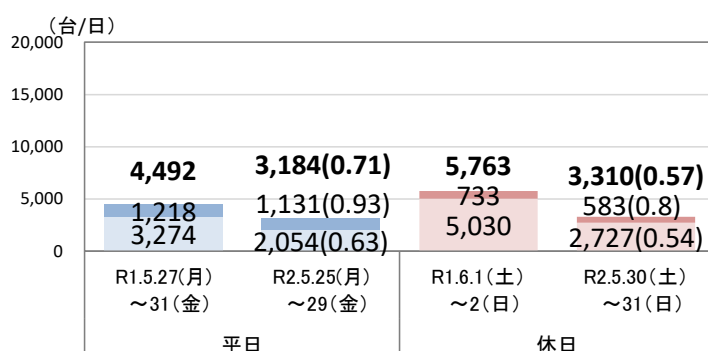 （台/日）
20,000
15,000
10,000
5,000
0
4,492
1,218
3,274
3,184(0.71)
1,131(0.93)
2,054(0.63)
5,763
733
5,030
3,310(0.57)
583(0.8)
2,727(0.54)
R1.5.27(月)
～31(金)
R2.5.25(月)
～29(金)
R1.6.1(土)
～2(日)
R2.5.30(土)
～31(日)
平日
休日